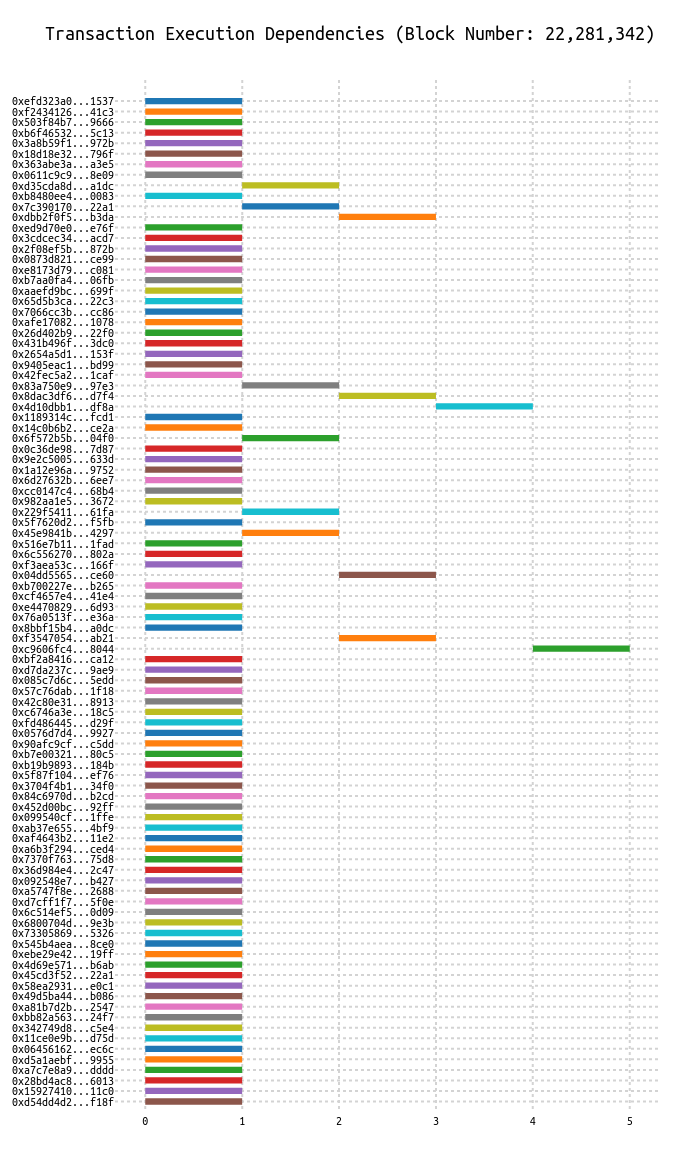 Transaction Execution Dependencies (Block Number: 22,281,342)
0xefd323a0...1537
0xf2434126...41c3
0x503f84b7...9666
0xb6f46532...5c13
0x3a8b59f1...972b
0x18d18e32...796f
0x363abe3a...a3e5
0x0611c9c9...8e09
0xd35cda8d...a1dc
0xb8480ee4...0083
0x7c390170...22a1
0xdbb2f0f5...b3da
0xed9d70e0...e76f
0x3cdcec34...acd7
0x2f08ef5b...872b
0x0873d821...ce99
0xe8173d79...c081
0xb7aa0fa4...06fb
0xaaefd9bc...699f
0x65d5b3ca...22c3
0x7066cc3b...cc86
0xafe17082...1078
0x26d402b9...22f0
0x431b496f...3dc0
0x2654a5d1...153f
0x9405eac1...bd99
0x42fec5a2...1caf
0x83a750e9...97e3
0x8dac3df6...d7f4
0x4d10dbb1...df8a
0x1189314c...fcd1
0x14c0b6b2...ce2a
0x6f572b5b...04f0
0x0c36de98...7d87
0x9e2c5005...633d
0x1a12e96a...9752
0x6d27632b...6ee7
0xcc0147c4...68b4
0x982aa1e5...3672
0x229f5411...61fa
0x5f7620d2...f5fb
0x45e9841b...4297
0x516e7b11...1fad
0x6c556270...802a
0xf3aea53c...166f
0x04dd5565...ce60
0xb700227e...b265
0xcf4657e4...41e4
0xe4470829...6d93
0x76a0513f...e36a
0x8bbf15b4...a0dc
0xf3547054...ab21
0xc9606fc4...8044
0xbf2a8416...ca12
0xd7da237c...9ae9
0x085c7d6c...5edd
0x57c76dab...1f18
0x42c80e31...8913
0xc6746a3e...18c5
0xfd486445...d29f
0x0576d7d4...9927
0x90afc9cf...c5dd
0xb7e00321...80c5
0xb19b9893...184b
0x5f87f104...ef76
0x3704f4b1...34f0
0x84c6970d...b2cd
0x452d00bc...92ff
0x099540cf...1ffe
0xab37e655...4bf9
0xaf4643b2...11e2
0xa6b3f294...ced4
0x7370f763...75d8
0x36d984e4...2c47
0x092548e7...b427
0xa5747f8e...2688
0xd7cff1f7...5f0e
0x6c514ef5...0d09
0x6800704d...9e3b
0x73305869...5326
0x545b4aea...8ce0
0xebe29e42...19ff
0x4d69e571...b6ab
0x45cd3f52...22a1
0x58ea2931...e0c1
0x49d5ba44...b086
0xa81b7d2b...2547
0xbb82a563...24f7
0x342749d8...c5e4
0x11ce0e9b...d75d
0x06456162...ec6c
0xd5a1aebf...9955
0xa7c7e8a9...dddd
0x28bd4ac8...6013
0x15927410...11c0
0xd54dd4d2...f18f
0 1 2 3 4 5